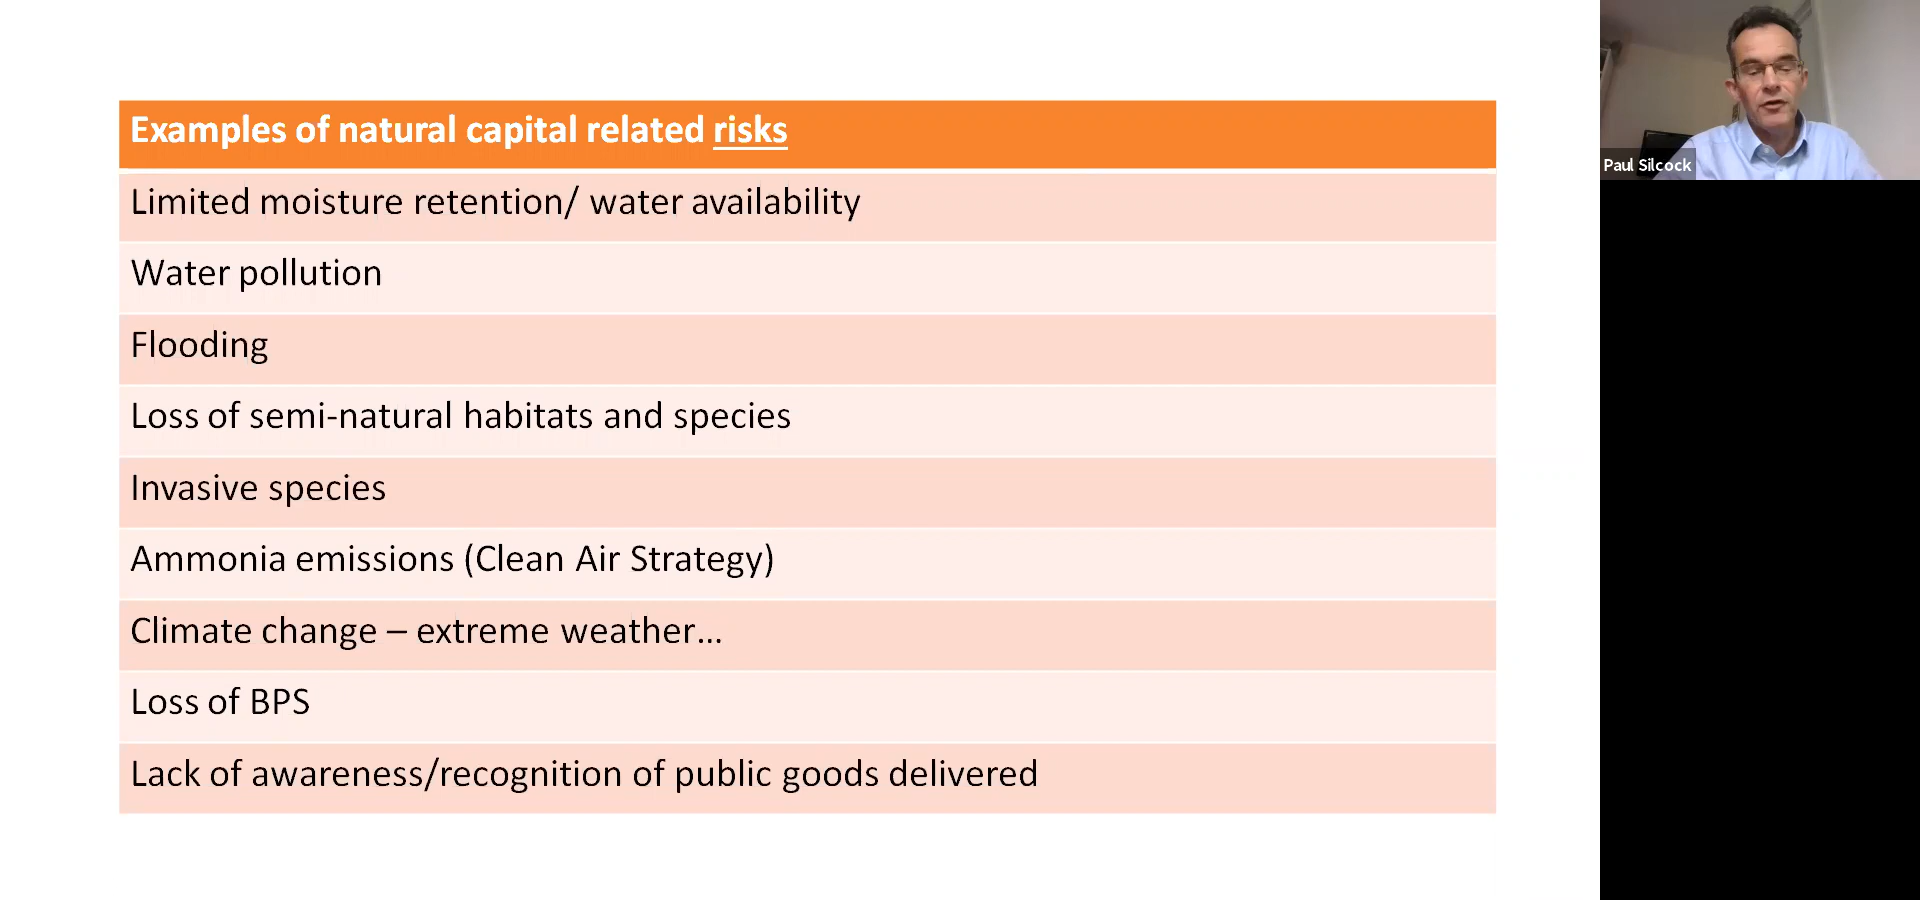 Examples of natural capital related risks
Limited moisture retention/ water availability
Water pollution
Flooding
Loss of semi-natural habitats and species
Invasive species
Ammonia emissions (Clean Air Strategy)
Climate change – extreme weather...
Loss of BPS
Lack of awareness/recognition of public goods delivered
Paul Silcock